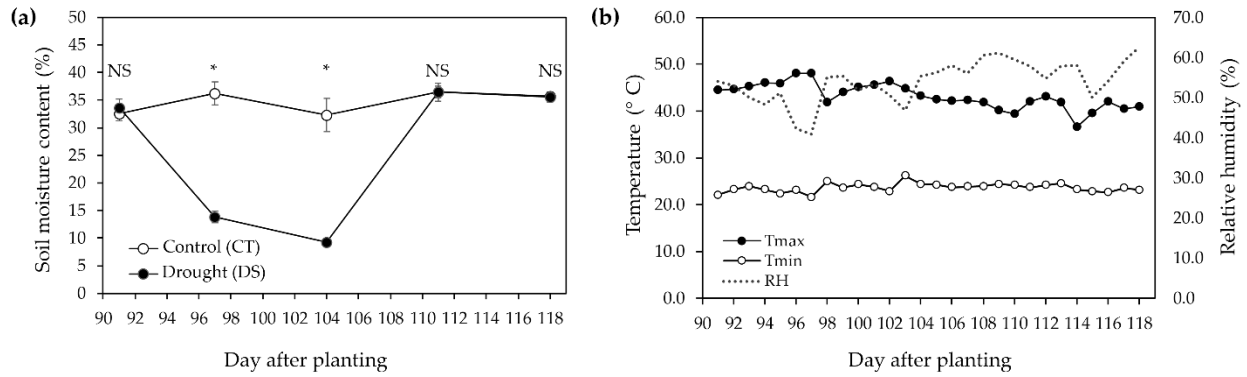 (a)
50
45
40
35
30
25
20
15
10
5
0
Soil moisture content (%)
NS * * NS NS
Control (CT)
Drought (DS)
90 92 94 96 98 100 102 104 106 108 110 112 114 116 118
Day after planting
(b)
60.0
50.0
40.0
30.0
20.0
10.0
0.0
Temperature (° C)
Tmax
Tmin
RH
70.0
60.0
50.0
40.0
30.0
20.0
10.0
0.0
Relative humidity (%)
90 92 94 96 98 100 102 104 106 108 110 112 114 116 118
Day after planting